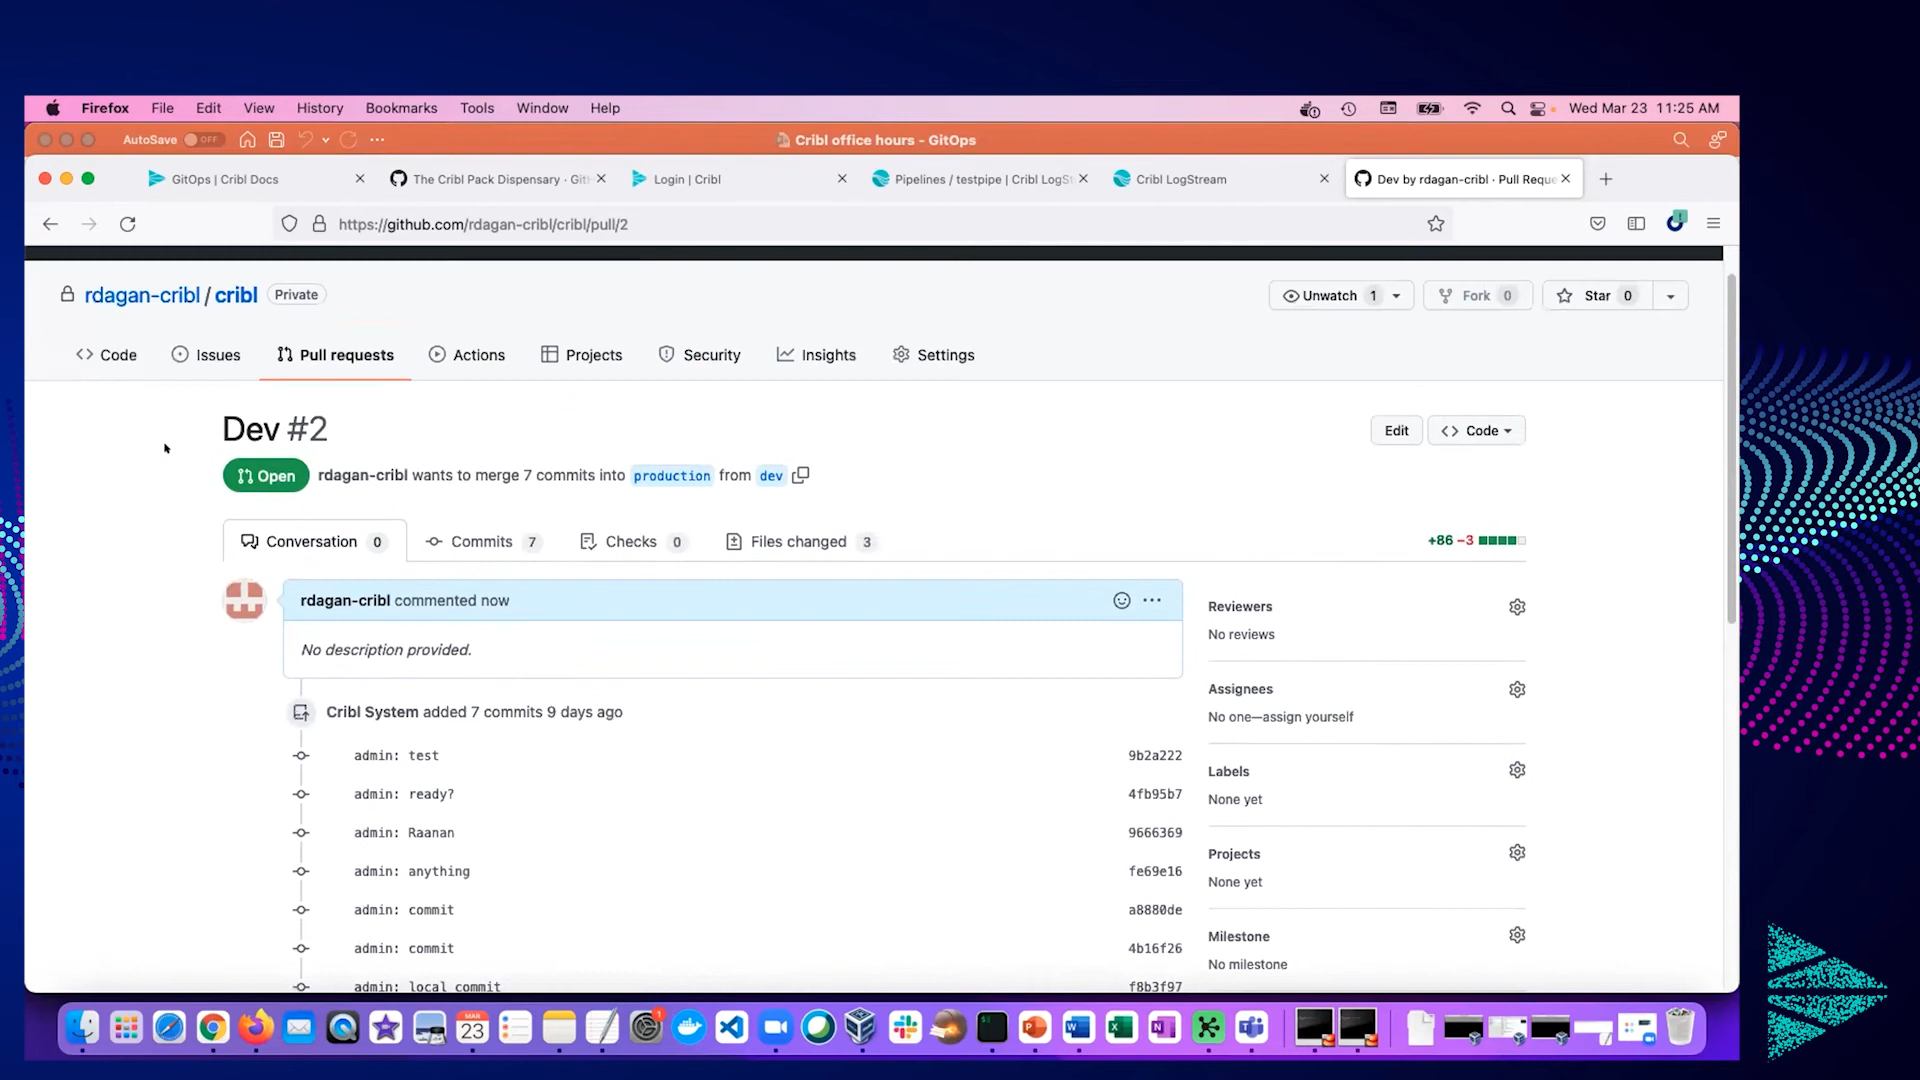 Firefox File Edit View History Bookmarks Tools Window Help Wed Mar 23 11:25 AM
AutoSave OFF Cribl office hours - GitOps
GitOps | Cribl Docs The Cribl Pack Dispensary · Git Login | Cribl Pipelines / testpipe | Cribl LogSt Cribl LogStream Dev by rdagan-cribl · Pull Reque
https://github.com/rdagan-cribl/cribl/pull/2
rdagan-cribl / cribl Private Unwatch 1 Fork 0 Star 0
Code Issues Pull requests Actions Projects Security Insights Settings
Dev #2 Edit Code
Open rdagan-cribl wants to merge 7 commits into production from dev
Conversation 0 Commits 7 Checks 0 Files changed 3 +86 −3
rdagan-cribl commented now
No description provided.
Cribl System added 7 commits 9 days ago
admin: test 9b2a222
admin: ready? 4fb95b7
admin: Raanan 9666369
admin: anything fe69e16
admin: commit a8880de
admin: commit 4b16f26
admin: local commit f8b3f97
Reviewers
No reviews
Assignees
No one—assign yourself
Labels
None yet
Projects
None yet
Milestone
No milestone
MAR
23
1